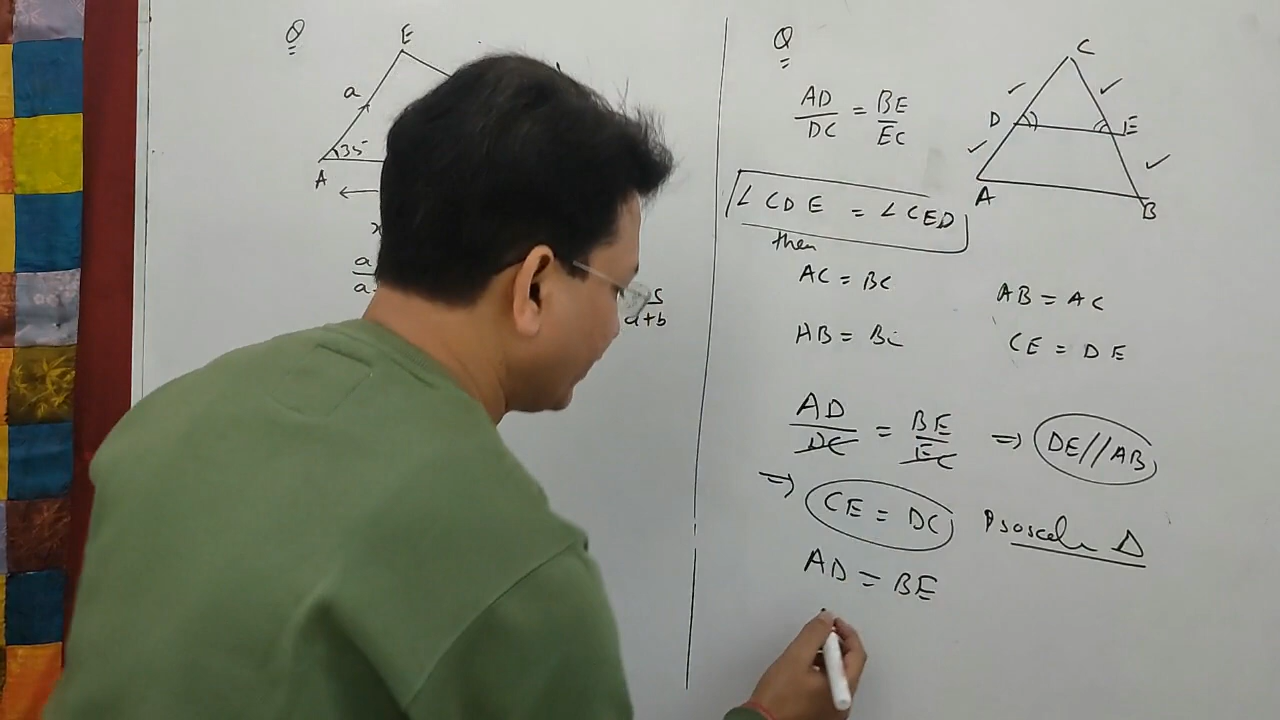 Q
E
a
35°
A
x
a
a
s
a+b
Q
AD/DC = BE/EC
C
D
E
A
B
∠CDE = ∠CED
then
AC = BC
AB = AC
AB = BC
CE = DE
AD/DC = BE/EC ⇒ DE//AB
⇒ CE = DC Isoscele Δ
AD = BE